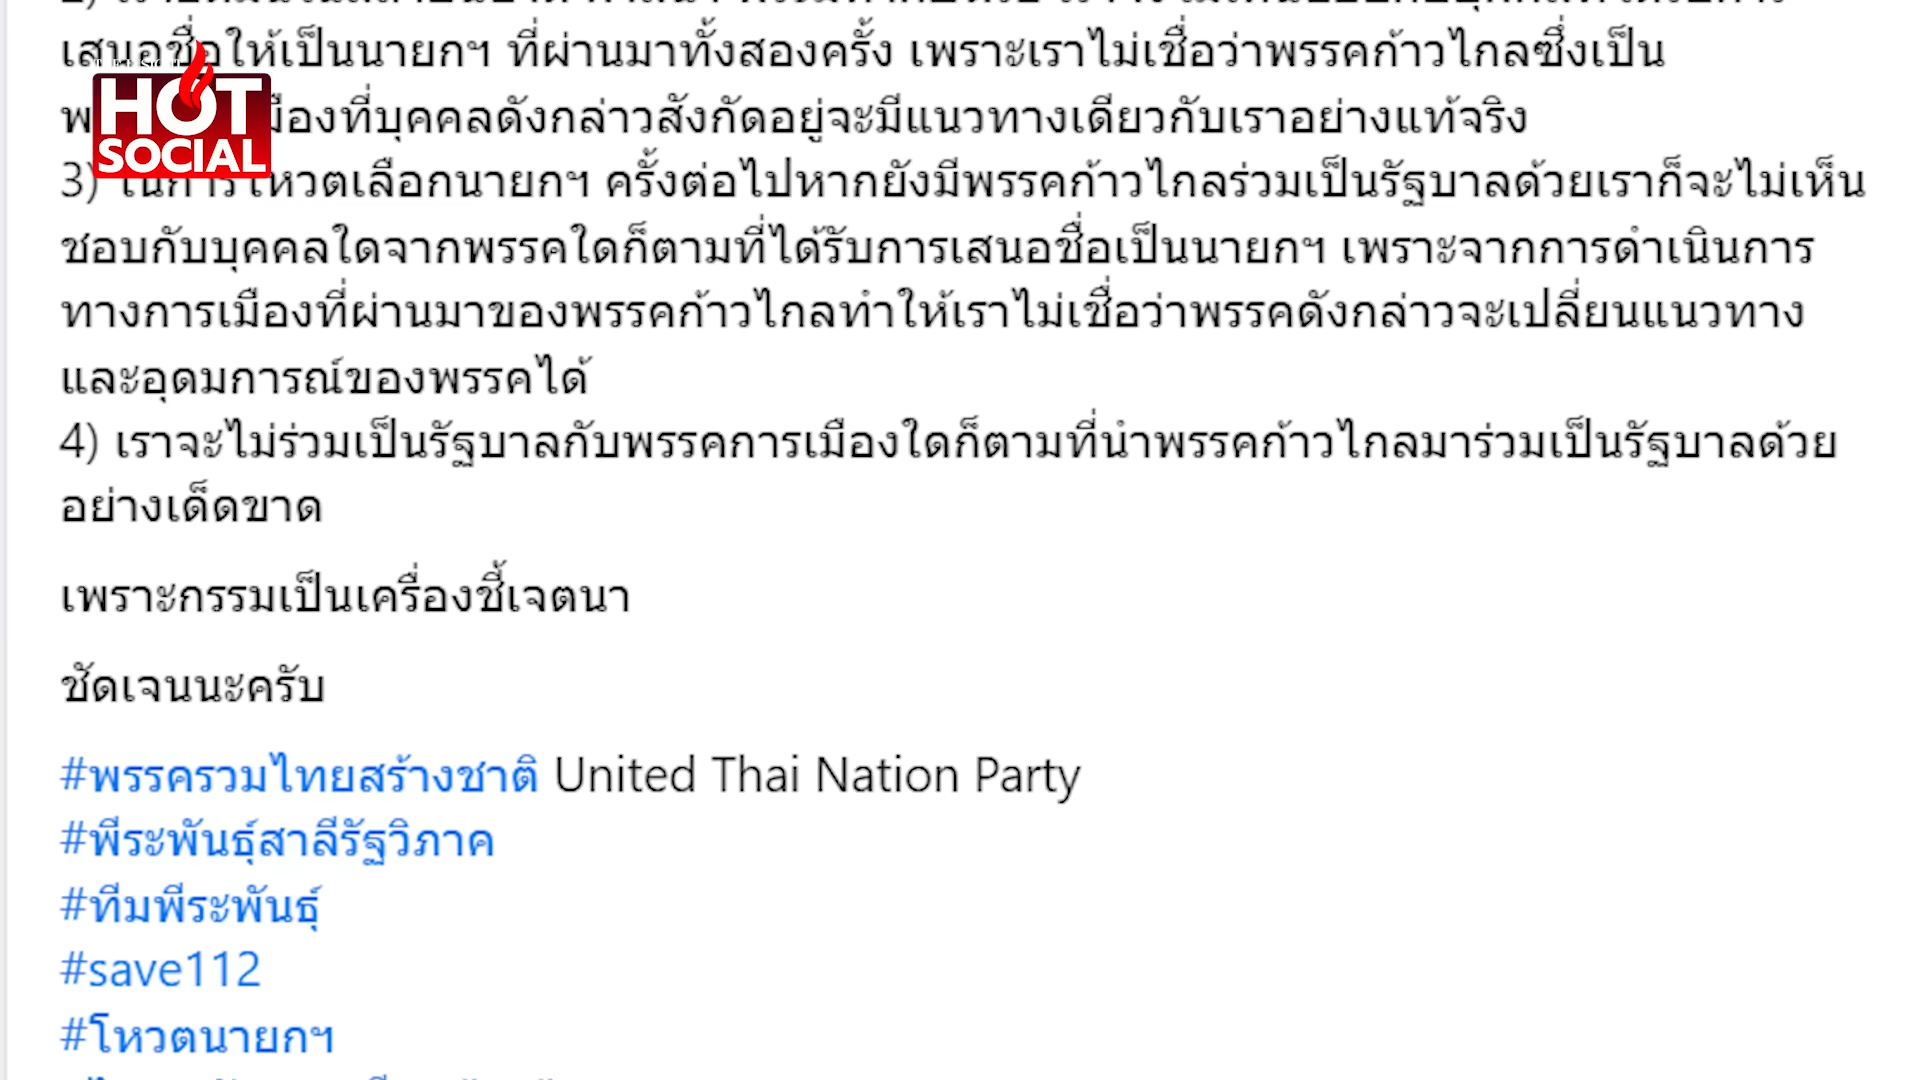 เสนอชื่อให้เป็นนายกฯ ที่ผ่านมาทั้งสองครั้ง เพราะเราไม่เชื่อว่าพรรคก้าวไกลซึ่งเป็น
HOT
SOCIAL
มืองที่บุคคลดังกล่าวสังกัดอยู่จะมีแนวทางเดียวกับเราอย่างแท้จริง
3) ในการโหวตเลือกนายกฯ ครั้งต่อไปหากยังมีพรรคก้าวไกลร่วมเป็นรัฐบาลด้วยเราก็จะไม่เห็น
ชอบกับบุคคลใดจากพรรคใดก็ตามที่ได้รับการเสนอชื่อเป็นนายกฯ เพราะจากการดำเนินการ
ทางการเมืองที่ผ่านมาของพรรคก้าวไกลทำให้เราไม่เชื่อว่าพรรคดังกล่าวจะเปลี่ยนแนวทาง
และอุดมการณ์ของพรรคได้
4) เราจะไม่ร่วมเป็นรัฐบาลกับพรรคการเมืองใดก็ตามที่นำพรรคก้าวไกลมาร่วมเป็นรัฐบาลด้วย
อย่างเด็ดขาด
เพราะกรรมเป็นเครื่องชี้เจตนา
ชัดเจนนะครับ
#พรรครวมไทยสร้างชาติ United Thai Nation Party
#พีระพันธุ์สาลีรัฐวิภาค
#ทีมพีระพันธุ์
#save112
#โหวตนายกฯ